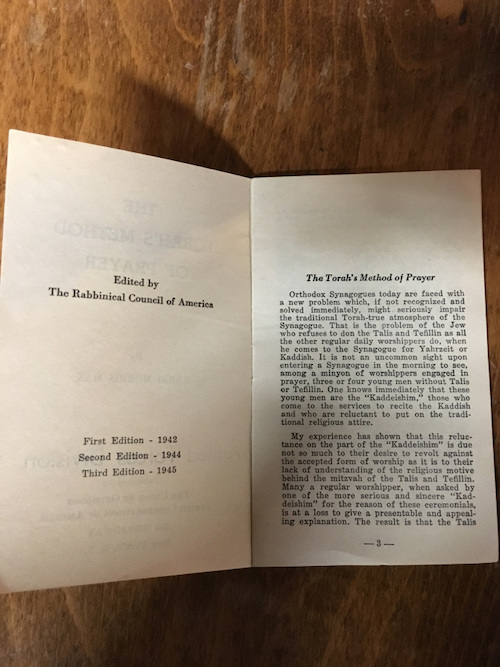 Edited by
The Rabbinical Council of America
First Edition - 1942
Second Edition - 1944
Third Edition - 1945
The Torah's Method of Prayer
Orthodox Synagogues today are faced with
a new problem which, if not recognized and
solved immediately, might seriously impair
the traditional Torah-true atmosphere of the
Synagogue. That is the problem of the Jew
who refuses to don the Talis and Tefillin as all
the other regular daily worshippers do, when
he comes to the Synagogue for Yahrzeit or
Kaddish. It is not an uncommon sight upon
entering a Synagogue in the morning to see,
among a minyon of worshippers engaged in
prayer, three or four young men without Talis
or Tefillin. One knows immediately that these
young men are the "Kaddeishim," those who
come to the services to recite the Kaddish
and who are reluctant to put on the tradi-
tional religious attire.
My experience has shown that this reluc-
tance on the part of the "Kaddeishim" is due
not so much to their desire to revolt against
the accepted form of worship as it is to their
lack of understanding of the religious motive
behind the mitzvah of the Talis and Tefillin.
Many a regular worshipper, when asked by
one of the more serious and sincere "Kad-
deishim" for the reason of these ceremonials,
is at a loss to give a presentable and appeal-
ing explanation. The result is that the Talis
— 3 —